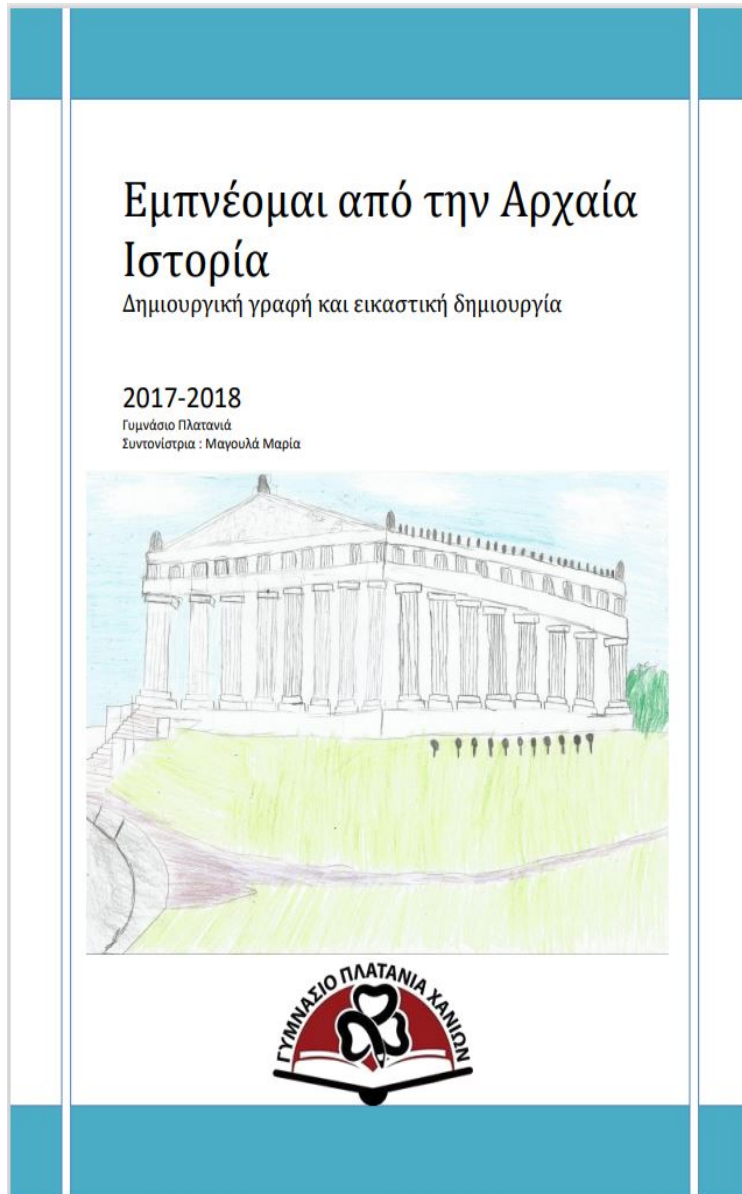 Εμπνέομαι από την Αρχαία
Ιστορία
Δημιουργική γραφή και εικαστική δημιουργία
2017-2018
Γυμνάσιο Πλατανιά
Συντονίστρια : Μαγουλά Μαρία
ΓΥΜΝΑΣΙΟ ΠΛΑΤΑΝΙΑ ΧΑΝΙΩΝ